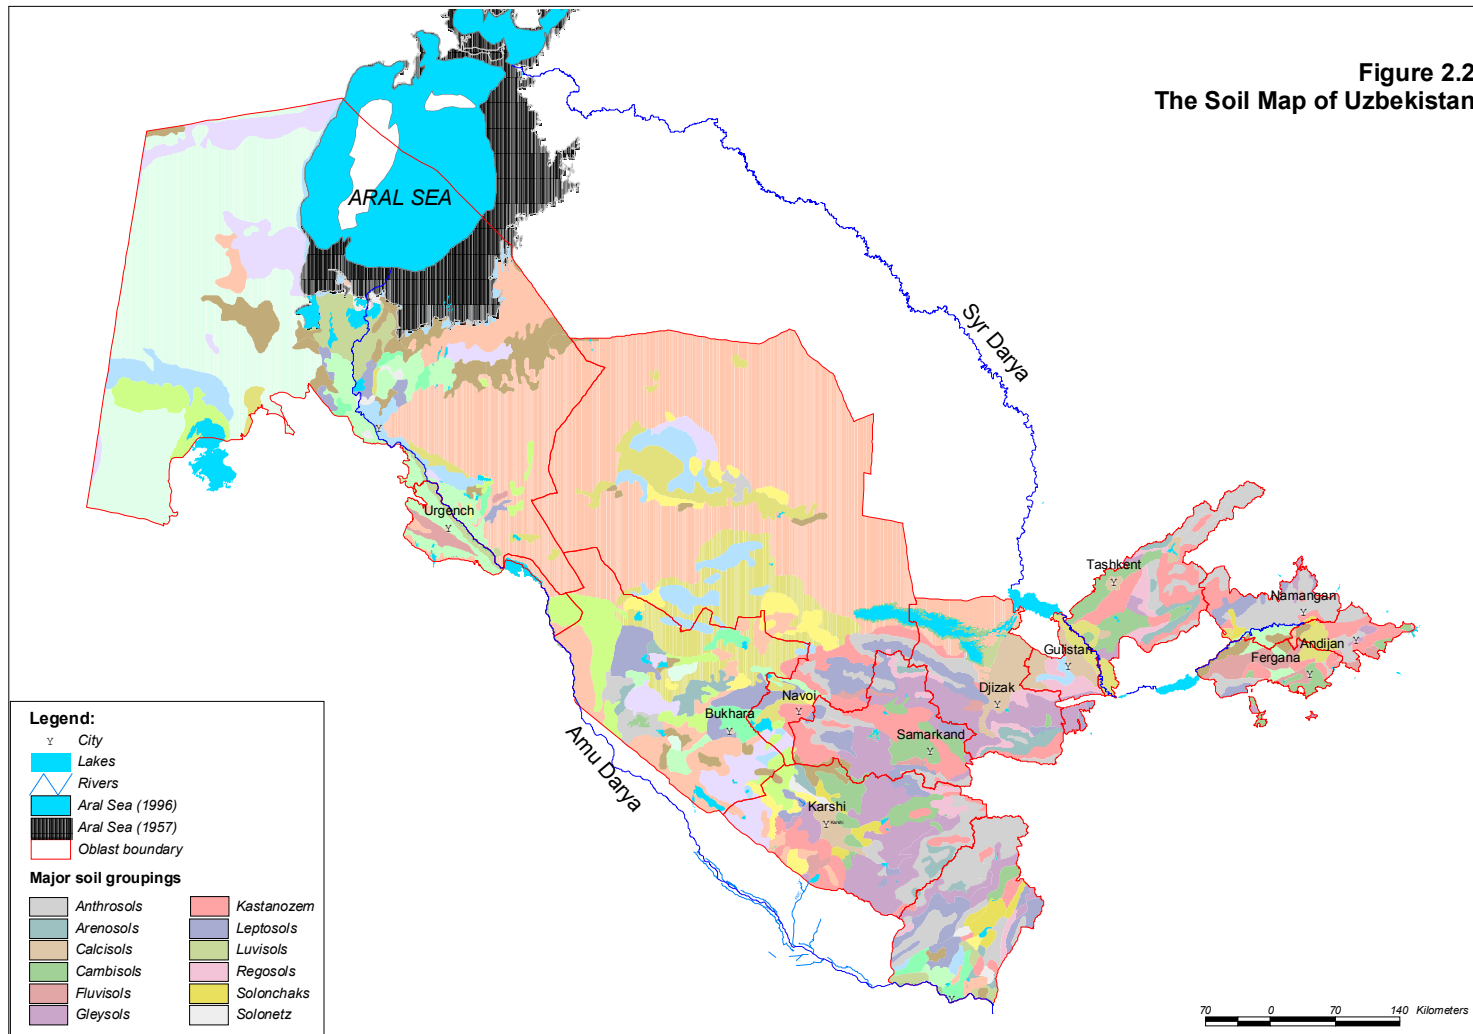 Figure 2.2
The Soil Map of Uzbekistan
ARAL SEA
Syr Darya
Urgench
Tashkent
Namangan
Andijan
Gulistan
Fergana
Navoi
Djizak
Bukhara
Samarkand
Amu Darya
Karshi
Legend:
City
Lakes
Rivers
Aral Sea (1996)
Aral Sea (1957)
Oblast boundary
Major soil groupings
Anthrosols
Arenosols
Calcisols
Cambisols
Fluvisols
Gleysols
Kastanozem
Leptosols
Luvisols
Regosols
Solonchaks
Solonetz
70 0 70 140 Kilometers